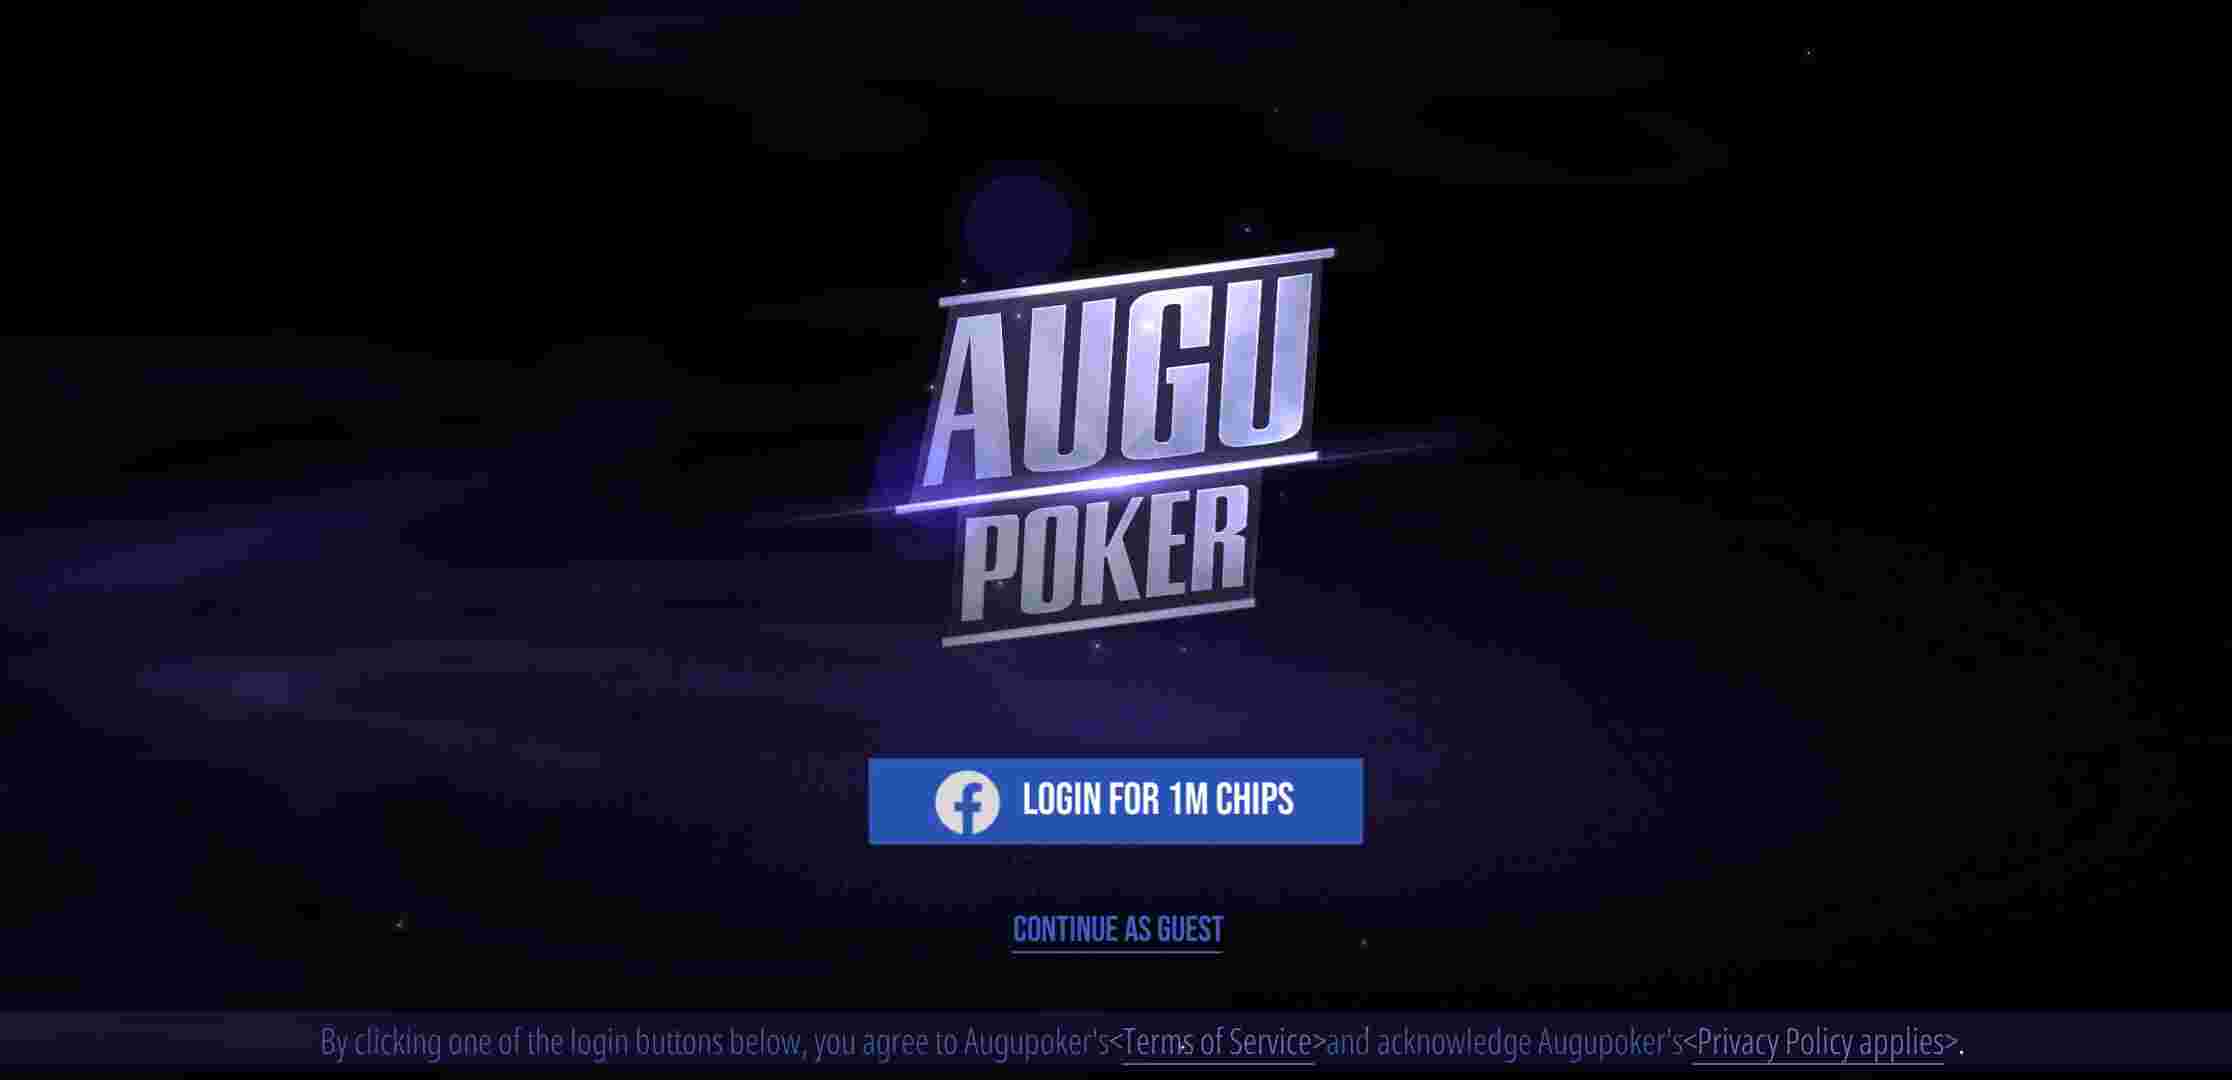 AUGU
POKER
LOGIN FOR 1M CHIPS
CONTINUE AS GUEST
By clicking one of the login buttons below, you agree to Augupoker's<Terms of Service>and acknowledge Augupoker's<Privacy Policy applies>.